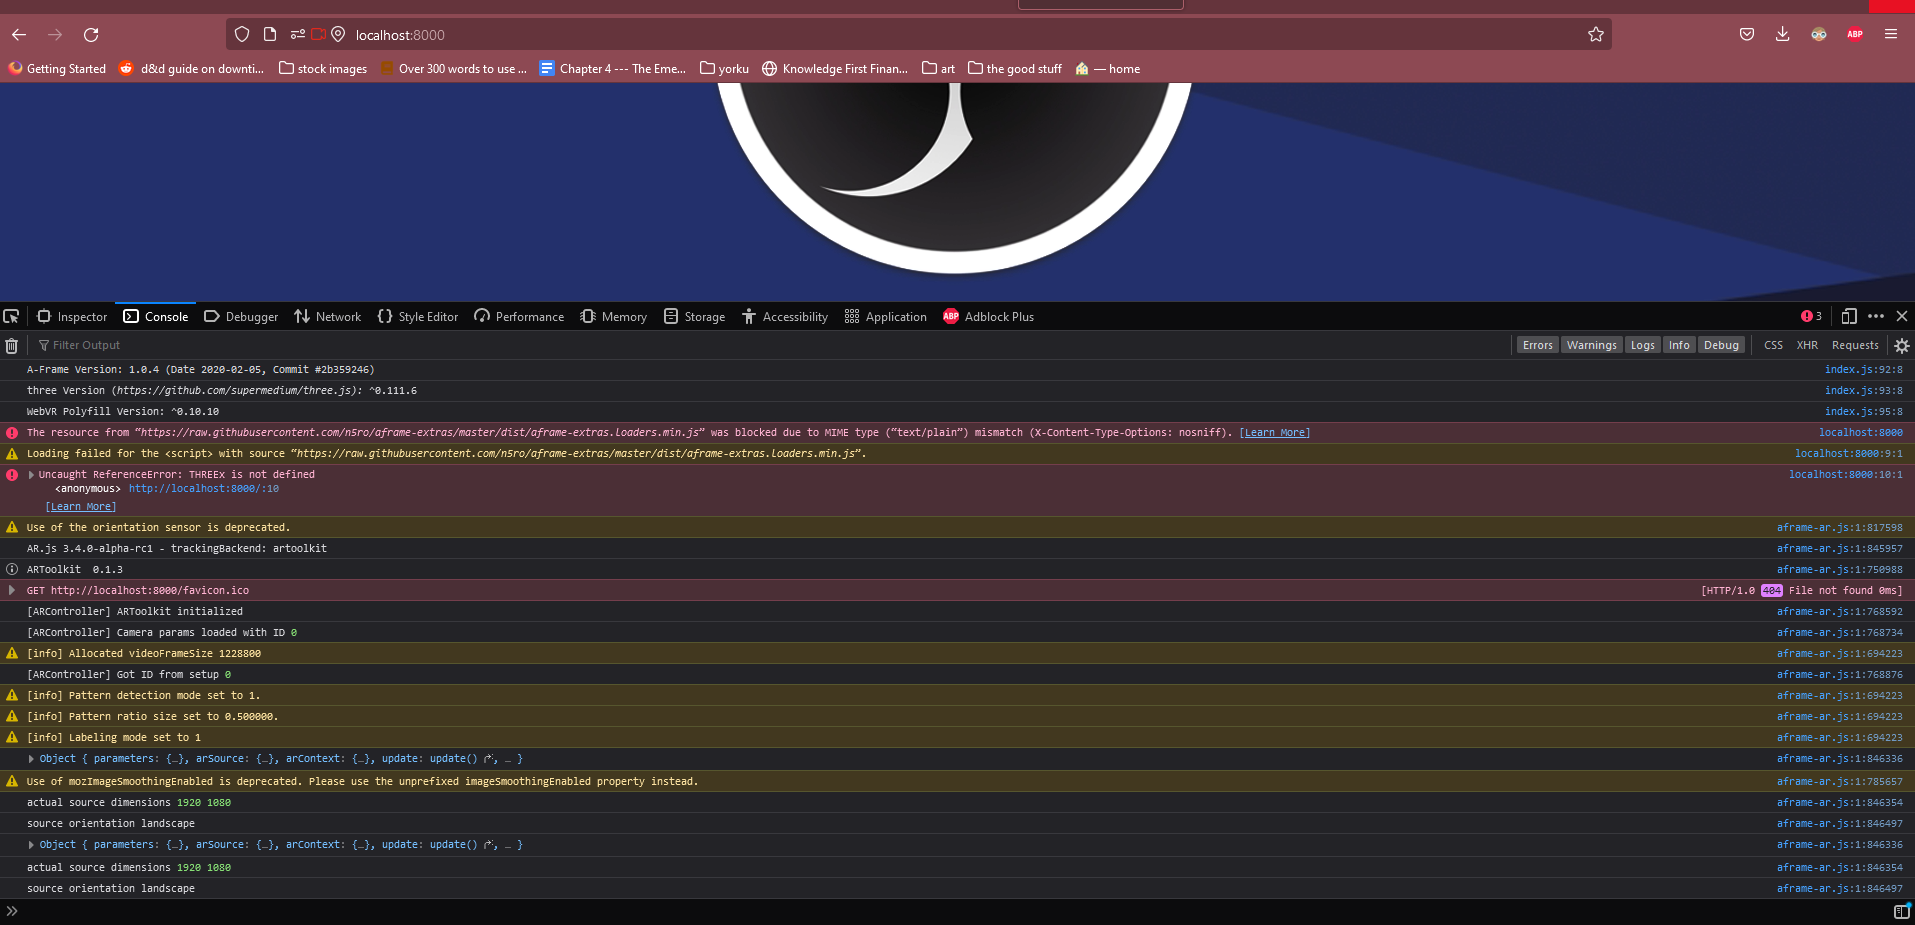 localhost:8000
Getting Started d&d guide on downti... stock images Over 300 words to use ... Chapter 4 --- The Eme... yorku Knowledge First Finan... art the good stuff — home
Inspector Console Debugger Network Style Editor Performance Memory Storage Accessibility Application ABP Adblock Plus 3
Filter Output Errors Warnings Logs Info Debug CSS XHR Requests
A-Frame Version: 1.0.4 (Date 2020-02-05, Commit #2b359246) index.js:92:8
three Version (https://github.com/supermedium/three.js): ^0.111.6 index.js:93:8
WebVR Polyfill Version: ^0.10.10 index.js:95:8
The resource from “https://raw.githubusercontent.com/n5ro/aframe-extras/master/dist/aframe-extras.loaders.min.js” was blocked due to MIME type (“text/plain”) mismatch (X-Content-Type-Options: nosniff). [Learn More] localhost:8000
Loading failed for the <script> with source “https://raw.githubusercontent.com/n5ro/aframe-extras/master/dist/aframe-extras.loaders.min.js”. localhost:8000:9:1
Uncaught ReferenceError: THREEx is not defined localhost:8000:10:1
<anonymous> http://localhost:8000/:10
[Learn More]
Use of the orientation sensor is deprecated. aframe-ar.js:1:817598
AR.js 3.4.0-alpha-rc1 - trackingBackend: artoolkit aframe-ar.js:1:845957
ARToolkit 0.1.3 aframe-ar.js:1:750988
GET http://localhost:8000/favicon.ico [HTTP/1.0 404 File not found 0ms]
[ARController] ARToolkit initialized aframe-ar.js:1:768592
[ARController] Camera params loaded with ID 0 aframe-ar.js:1:768734
[info] Allocated videoFrameSize 1228800 aframe-ar.js:1:694223
[ARController] Got ID from setup 0 aframe-ar.js:1:768876
[info] Pattern detection mode set to 1. aframe-ar.js:1:694223
[info] Pattern ratio size set to 0.500000. aframe-ar.js:1:694223
[info] Labeling mode set to 1 aframe-ar.js:1:694223
Object { parameters: {…}, arSource: {…}, arContext: {…}, update: update(), … } aframe-ar.js:1:846336
Use of mozImageSmoothingEnabled is deprecated. Please use the unprefixed imageSmoothingEnabled property instead. aframe-ar.js:1:785657
actual source dimensions 1920 1080 aframe-ar.js:1:846354
source orientation landscape aframe-ar.js:1:846497
Object { parameters: {…}, arSource: {…}, arContext: {…}, update: update(), … } aframe-ar.js:1:846336
actual source dimensions 1920 1080 aframe-ar.js:1:846354
source orientation landscape aframe-ar.js:1:846497